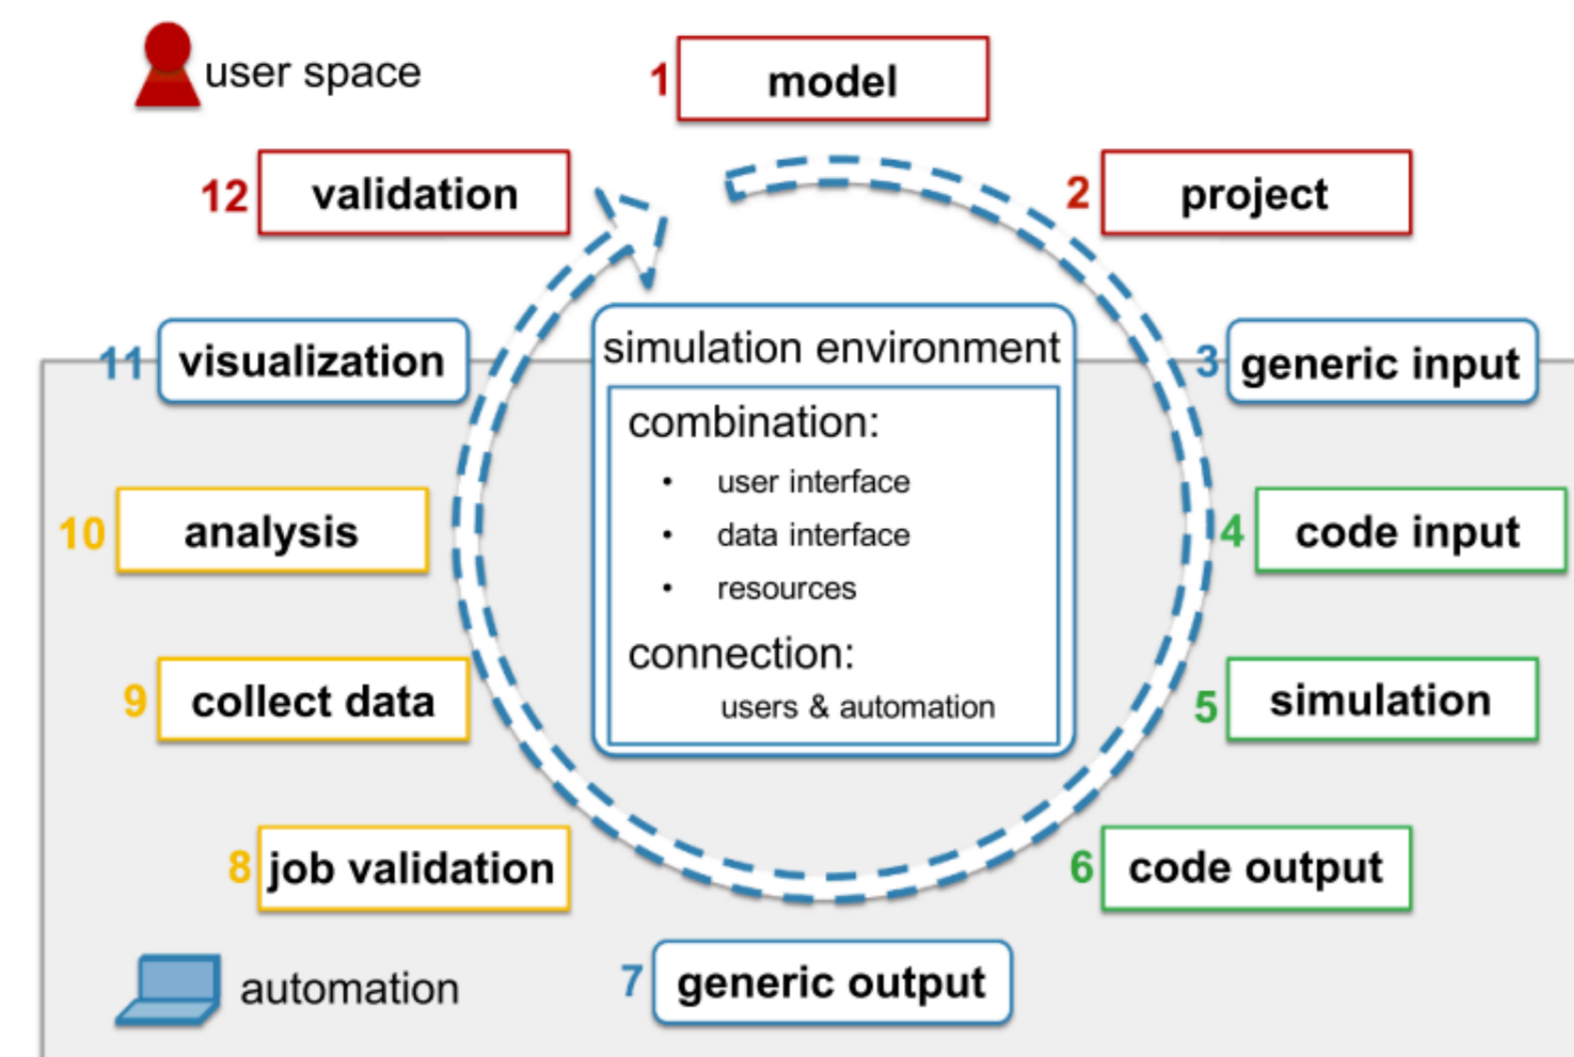 user space
1 model
12 validation
2 project
11 visualization
simulation environment
3 generic input
combination:
• user interface
• data interface
• resources
connection:
users & automation
10 analysis
4 code input
9 collect data
5 simulation
8 job validation
6 code output
automation
7 generic output